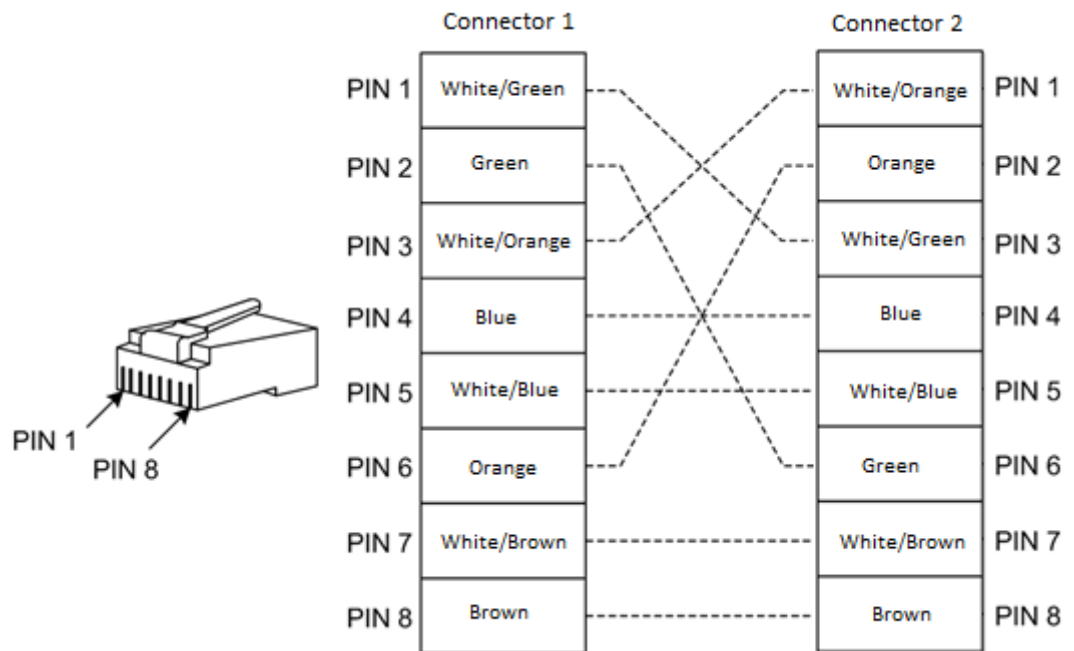 Connector 1 Connector 2
PIN 1 White/Green White/Orange PIN 1
PIN 2 Green Orange PIN 2
PIN 3 White/Orange White/Green PIN 3
PIN 4 Blue Blue PIN 4
PIN 5 White/Blue White/Blue PIN 5
PIN 6 Orange Green PIN 6
PIN 7 White/Brown White/Brown PIN 7
PIN 8 Brown Brown PIN 8
PIN 1
PIN 8